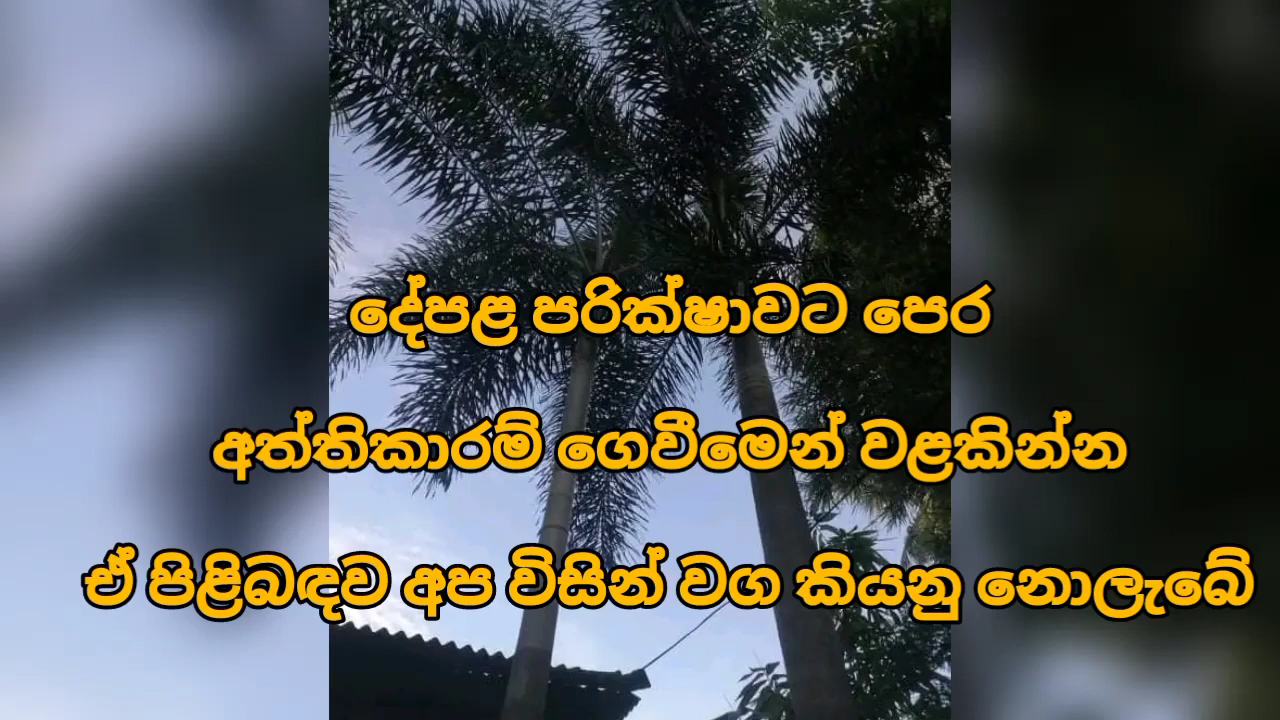 දේපළ පරික්ෂාවට පෙර
අත්තිකාරම් ගෙවීමෙන් වළකින්න
ඒ පිළිබඳව අප විසින් වග කියනු නොලැබේ